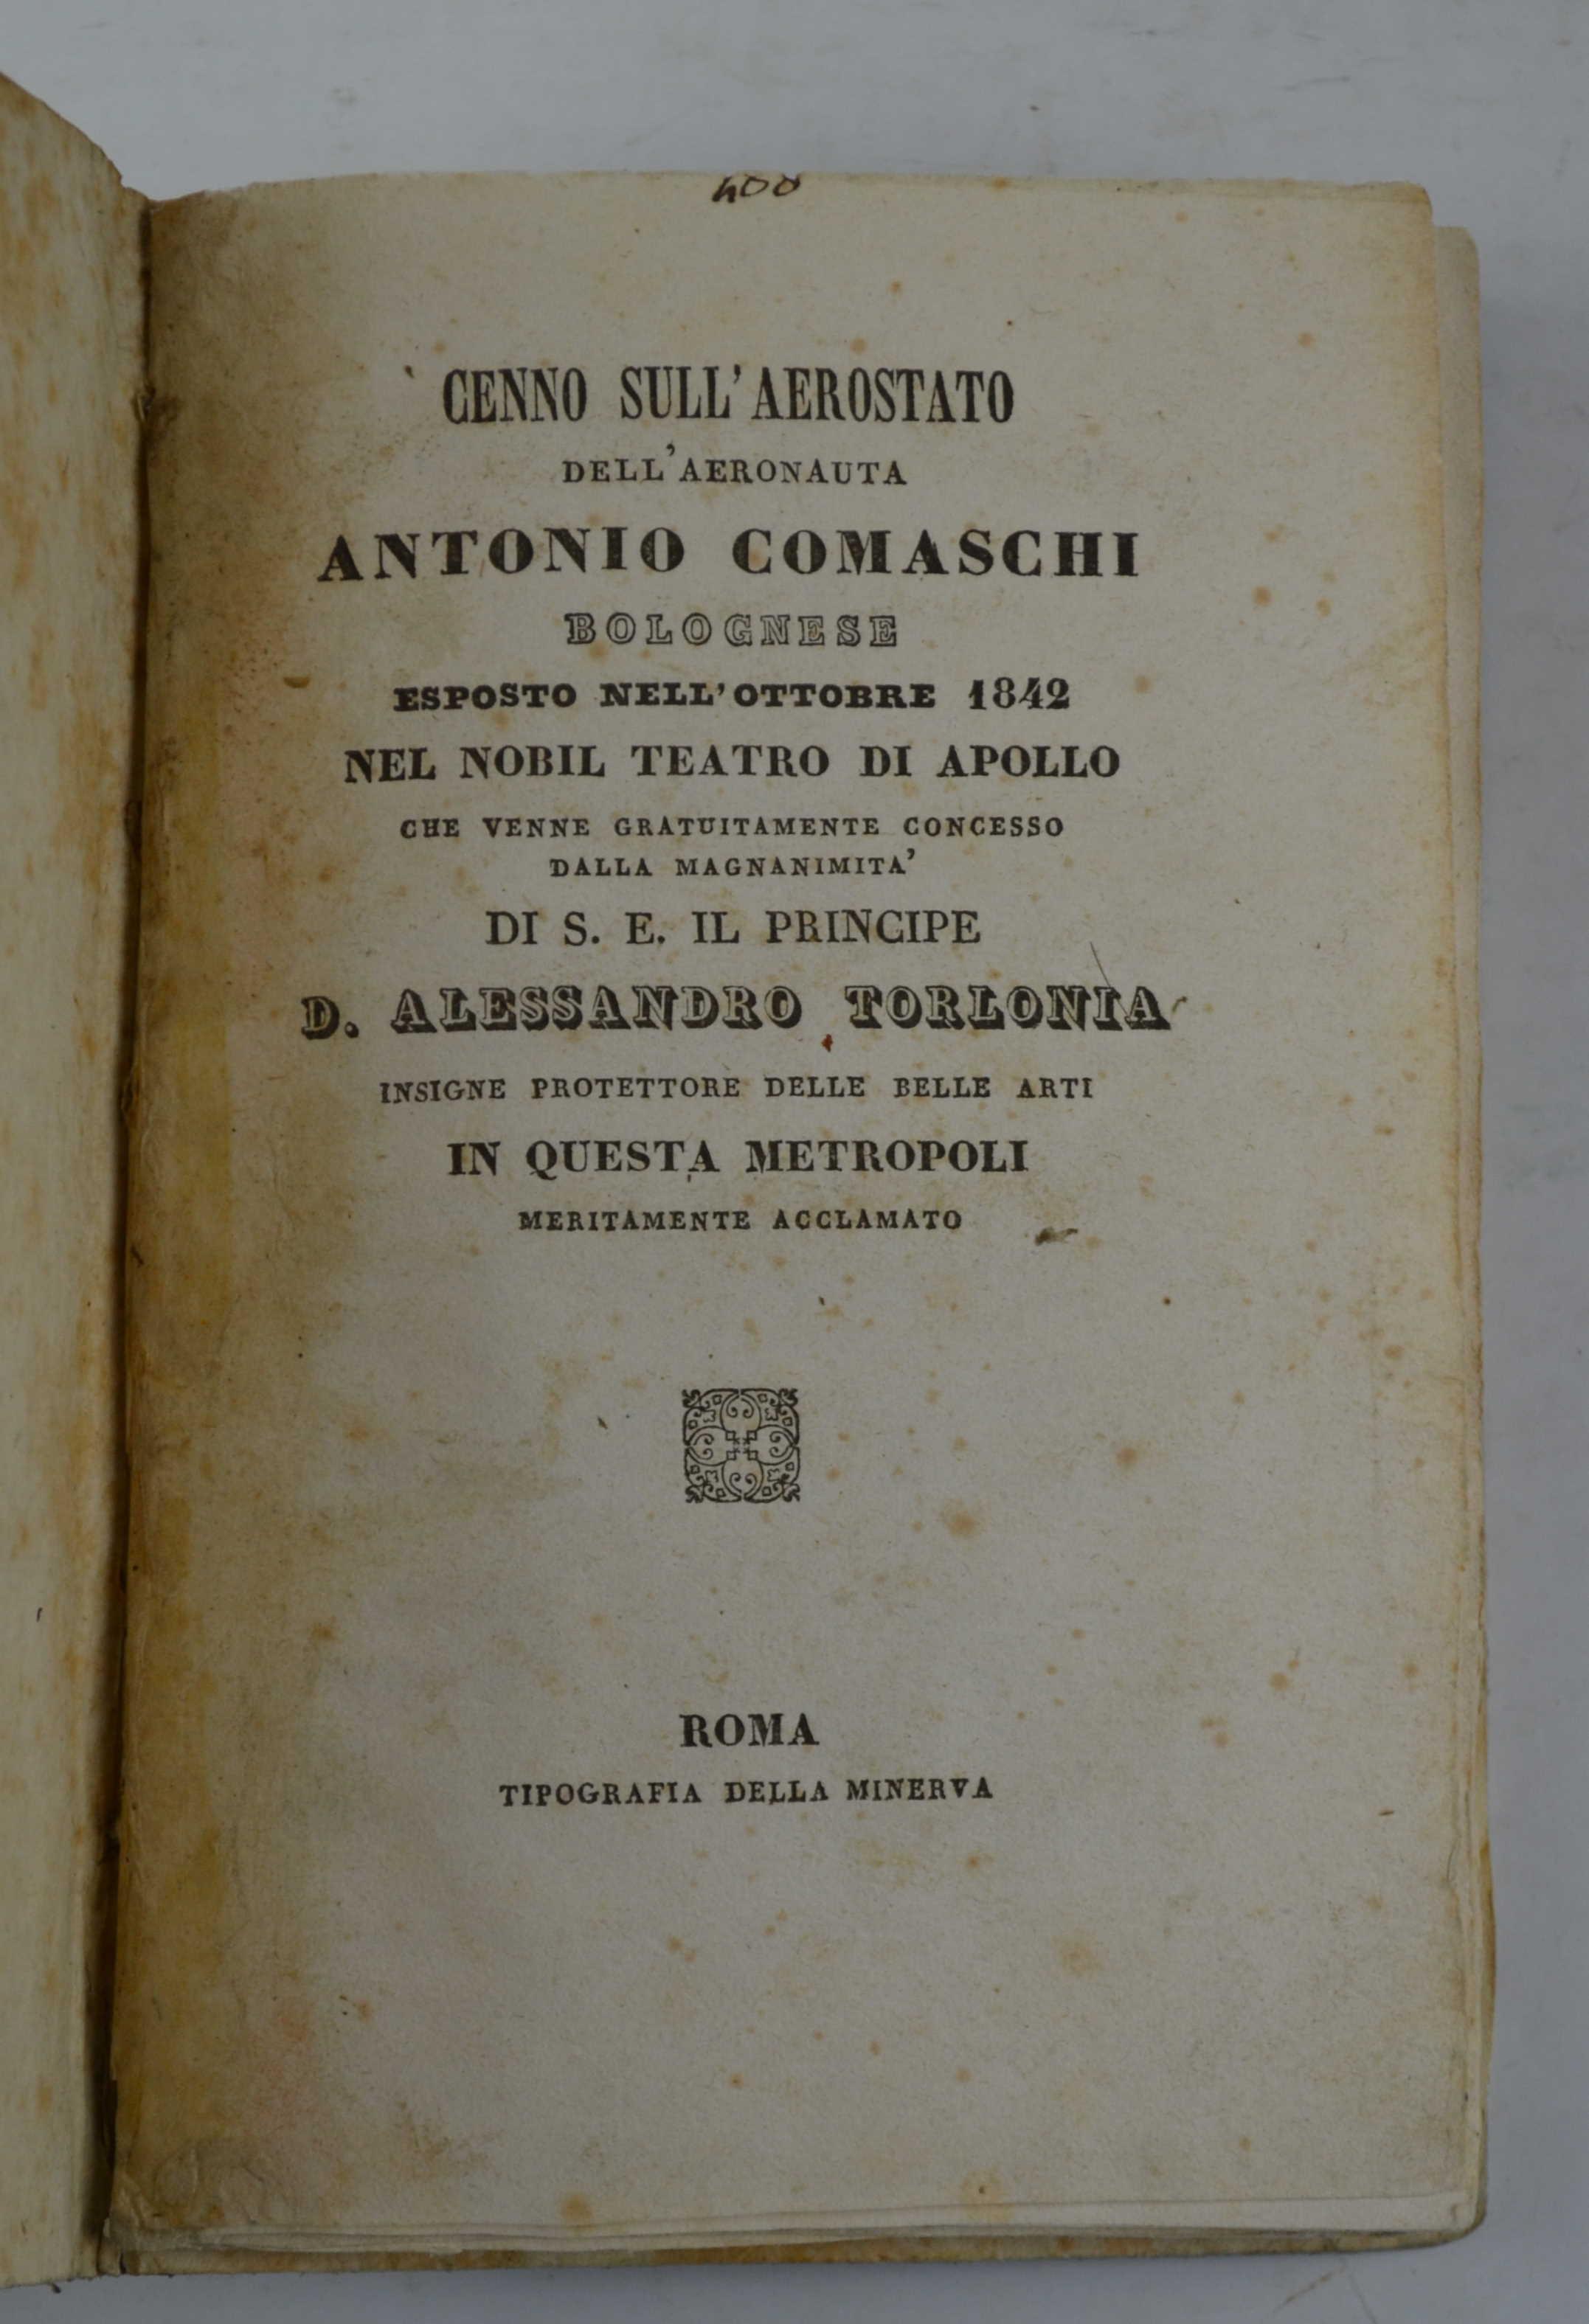 400
CENNO SULL'AEROSTATO
DELL'AERONAUTA
ANTONIO COMASCHI
BOLOGNESE
ESPOSTO NELL'OTTOBRE 1842
NEL NOBIL TEATRO DI APOLLO
CHE VENNE GRATUITAMENTE CONCESSO
DALLA MAGNANIMITA'
DI S. E. IL PRINCIPE
D. ALESSANDRO TORLONIA
INSIGNE PROTETTORE DELLE BELLE ARTI
IN QUESTA METROPOLI
MERITAMENTE ACCLAMATO
ROMA
TIPOGRAFIA DELLA MINERVA